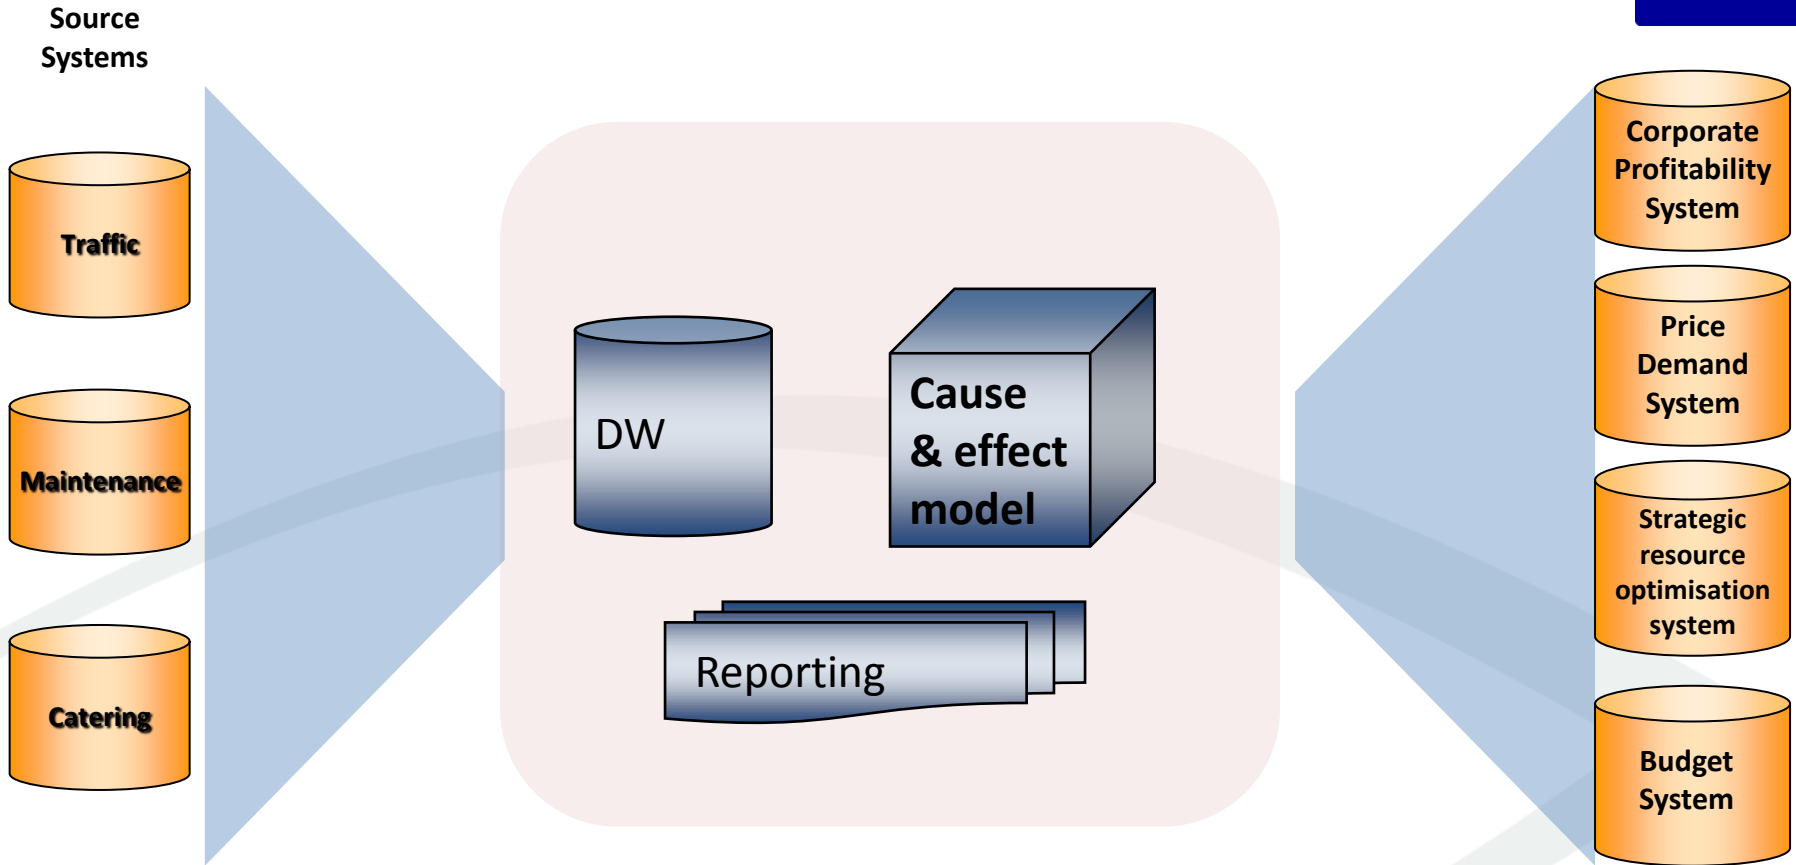 Source
Systems
Traffic
Maintenance
Catering
DW
Cause
& effect
model
Reporting
Corporate
Profitability
System
Price
Demand
System
Strategic
resource
optimisation
system
Budget
System